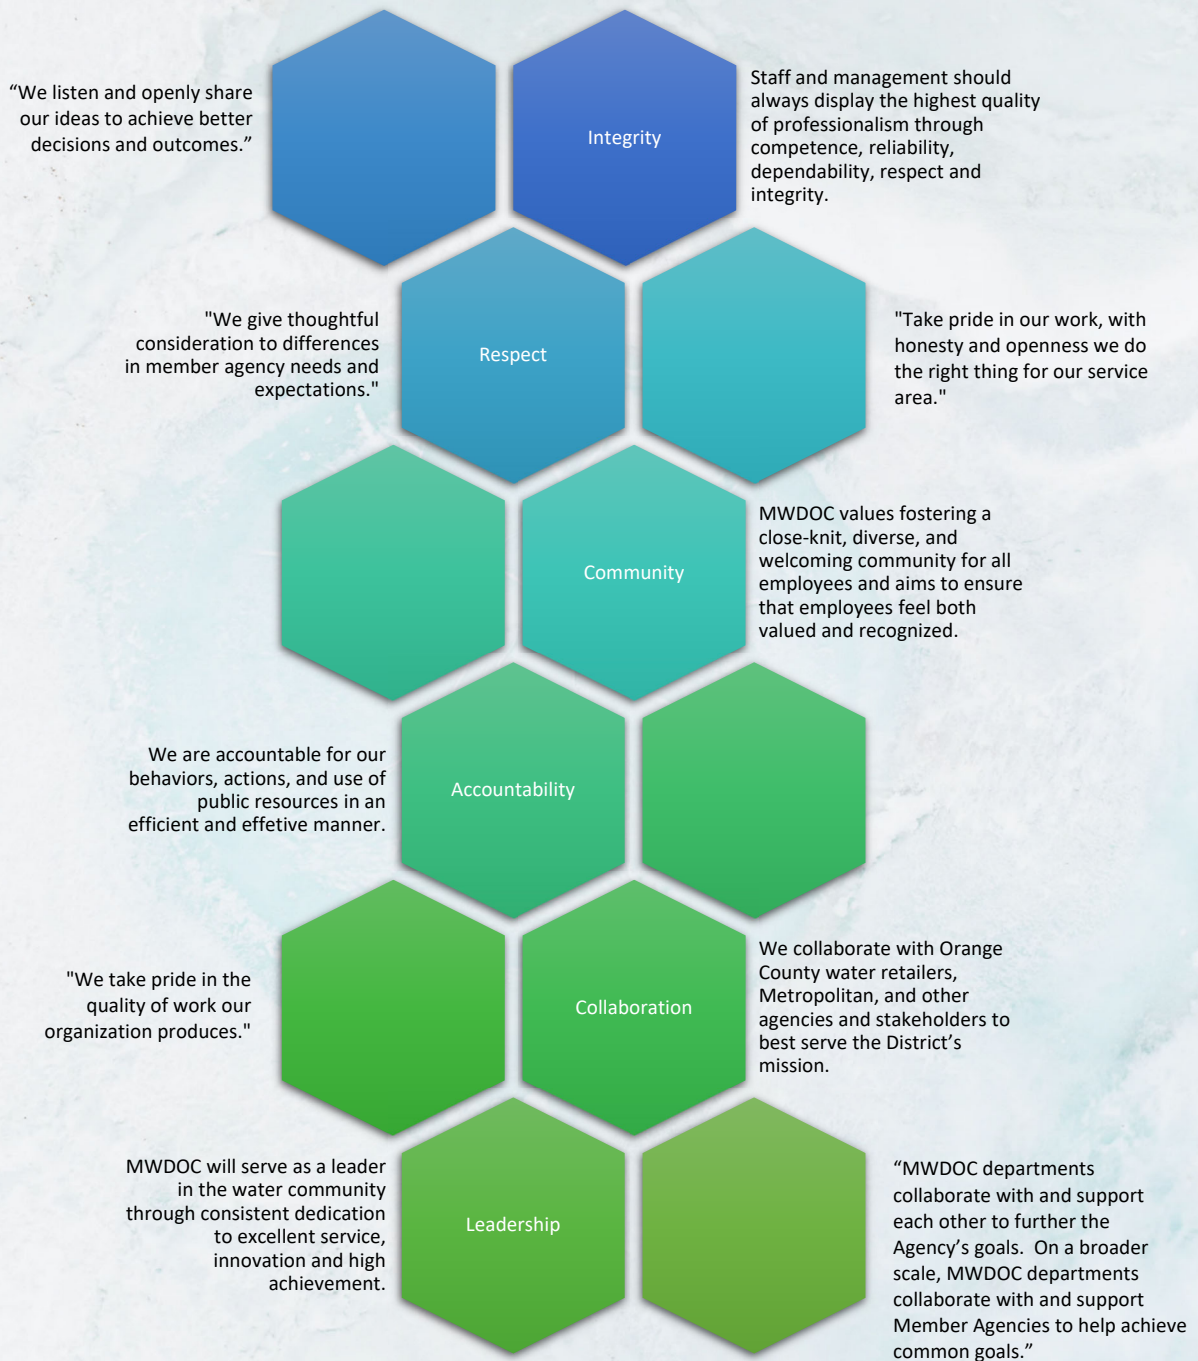 “We listen and openly share
our ideas to achieve better
decisions and outcomes.”
Integrity
Staff and management should
always display the highest quality
of professionalism through
competence, reliability,
dependability, respect and
integrity.
"We give thoughtful
consideration to differences
in member agency needs and
expectations."
Respect
"Take pride in our work, with
honesty and openness we do
the right thing for our service
area."
Community
MWDOC values fostering a
close-knit, diverse, and
welcoming community for all
employees and aims to ensure
that employees feel both
valued and recognized.
We are accountable for our
behaviors, actions, and use of
public resources in an
efficient and effetive manner.
Accountability
"We take pride in the
quality of work our
organization produces."
Collaboration
We collaborate with Orange
County water retailers,
Metropolitan, and other
agencies and stakeholders to
best serve the District’s
mission.
MWDOC will serve as a leader
in the water community
through consistent dedication
to excellent service,
innovation and high
achievement.
Leadership
“MWDOC departments
collaborate with and support
each other to further the
Agency’s goals.  On a broader
scale, MWDOC departments
collaborate with and support
Member Agencies to help achieve
common goals.”